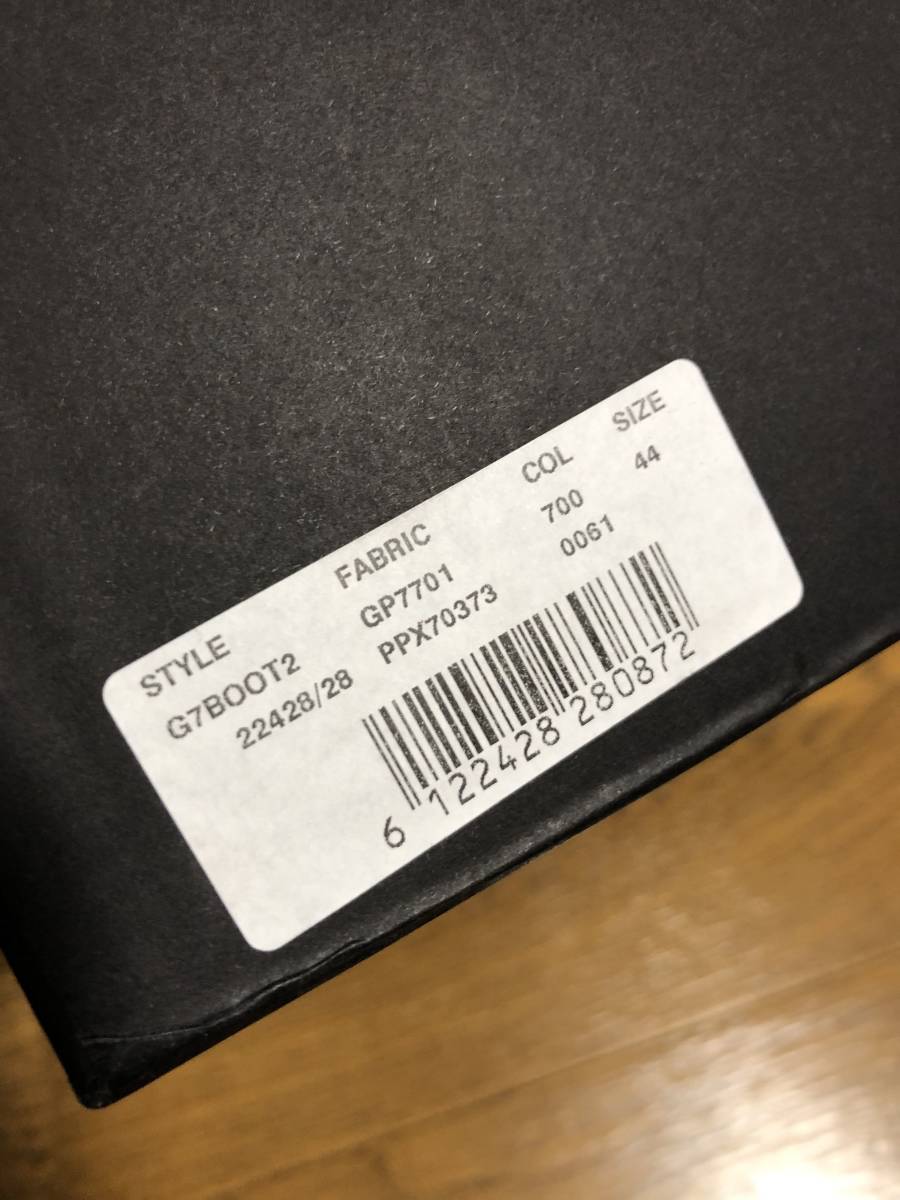 STYLE FABRIC COL SIZE
G7BOOT2 GP7701 700 44
22428/28 PPX70373 0061
6 122428 280872